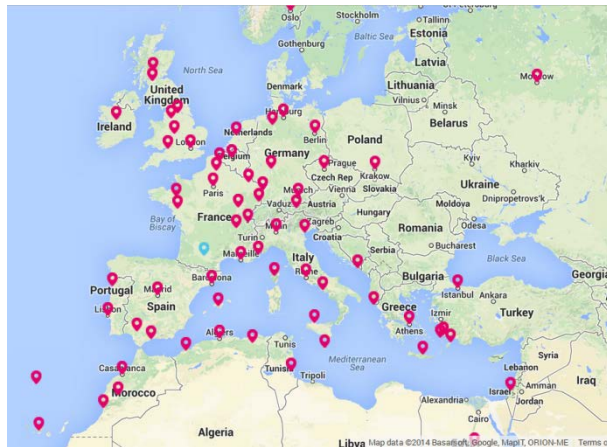 Oslo
Stockholm
Tallinn
Estonia
Gothenburg
Baltic Sea
Latvia
North Sea
Denmark
Lithuania
Moscow
United
Kingdom
Vilnius
Minsk
Hamburg
Ireland
Netherlands
Berlin
Poland
Belarus
London
Belgium
Germany
Prague
Kyiv
Kharkiv
Czech Rep
Krakow
Paris
Ukraine
Munich
Vienna
Slovakia
Dnipropetrovs'k
Vaduz
Austria
France
Hungary
Moldova
Bay of
Biscay
Milan
Zagreb
Odesa
Turin
Croatia
Romania
Serbia
Bucharest
Marseille
Italy
Black Sea
Bulgaria
Georgia
Rome
Barcelona
Portugal
Madrid
Istanbul
Ankara
Spain
Greece
Izmir
Turkey
Lisbon
Athens
Algiers
Tunis
Syria
Mediterranean
Sea
Lebanon
Casablanca
Tunisia
Iraq
Tripoli
Israel
Amman
Morocco
Alexandria
Jordan
Cairo
Algeria
Libya
Map data ©2014 Basarsoft, Google, MapIT, ORION-ME
Terms o